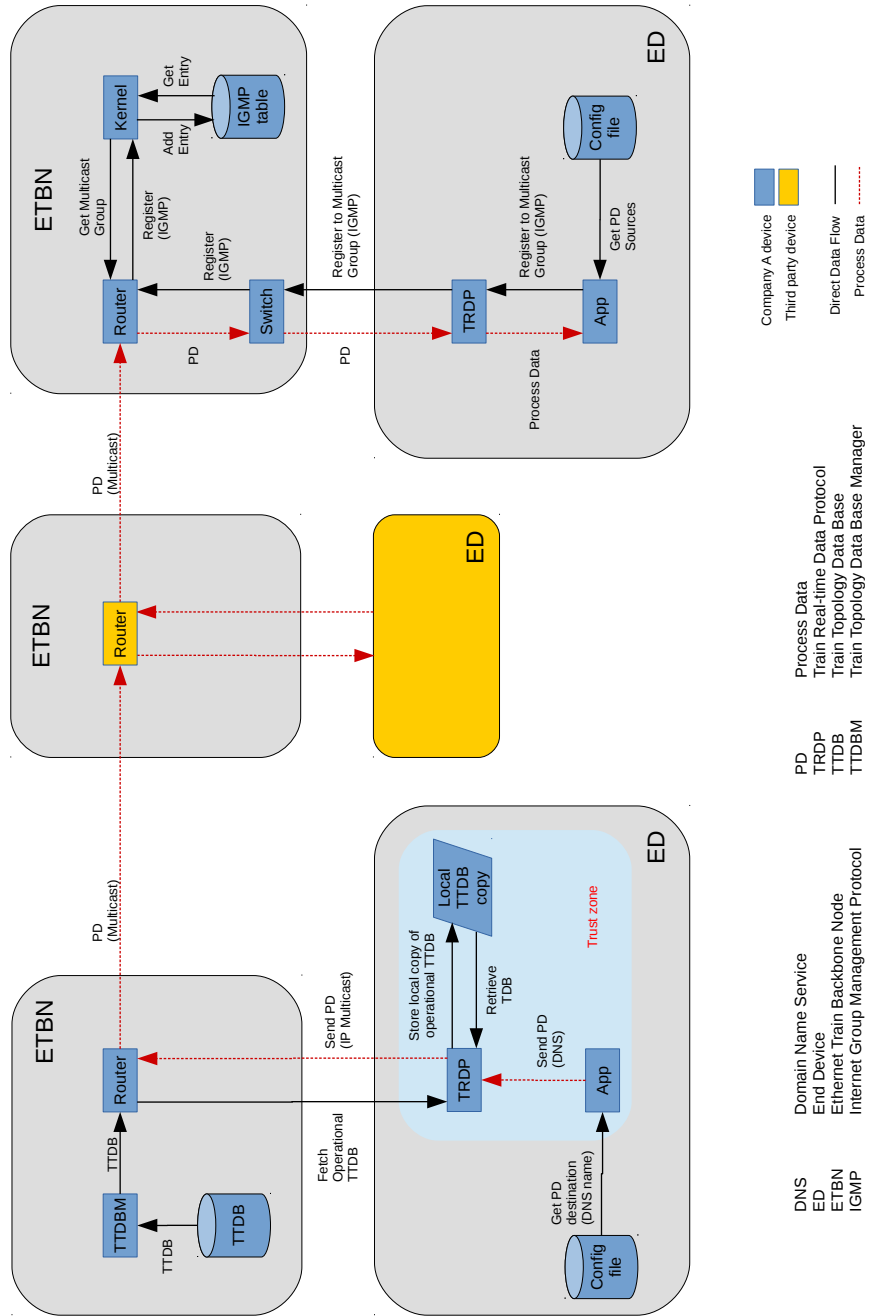 ETBN
TTDBM
TTDB
TTDB
TTDB
Router
PD
(Multicast)
ETBN
Router
PD
(Multicast)
ETBN
Router
Get Multicast
Group
Register
(IGMP)
Kernel
Add
Entry
Get
Entry
IGMP
table
PD
Register
(IGMP)
Switch
Fetch
Operational
TTDB
Send PD
(IP Multicast)
PD
Register to Multicast
Group (IGMP)
ED
TRDP
Store local copy of
operational TTDB
Retrieve
TDB
Local
TTDB
copy
Send PD
(DNS)
App
Trust zone
Get PD
destination
(DNS name)
Config
file
ED
ED
TRDP
Process Data
Register to Multicast
Group (IGMP)
App
Get PD
Sources
Config
file
DNS
Domain Name Service
ED
End Device
ETBN
Ethernet Train Backbone Node
IGMP
Internet Group Management Protocol
PD
Process Data
TRDP
Train Real-time Data Protocol
TTDB
Train Topology Data Base
TTDBM
Train Topology Data Base Manager
Company A device
Third party device
Direct Data Flow
Process Data